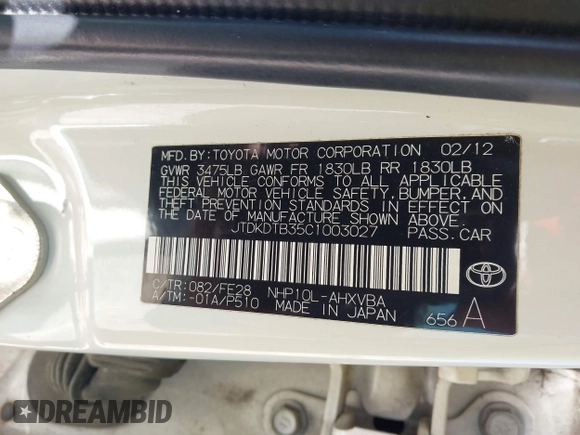 MFD. BY: TOYOTA MOTOR CORPORATION 02/12
GVWR 3475LB GAWR FR 1830LB RR 1830LB
THIS VEHICLE CONFORMS TO ALL APPLICABLE
FEDERAL MOTOR VEHICLE SAFETY, BUMPER, AND
THEFT PREVENTION STANDARDS IN EFFECT ON
THE DATE OF MANUFACTURE SHOWN ABOVE.
JTDKDTB35C1003027 PASS. CAR
C/TR: 082/FE28 NHP10L-AHXVBA
A/TM: -01A/P510 MADE IN JAPAN 656 A
DREAMBID